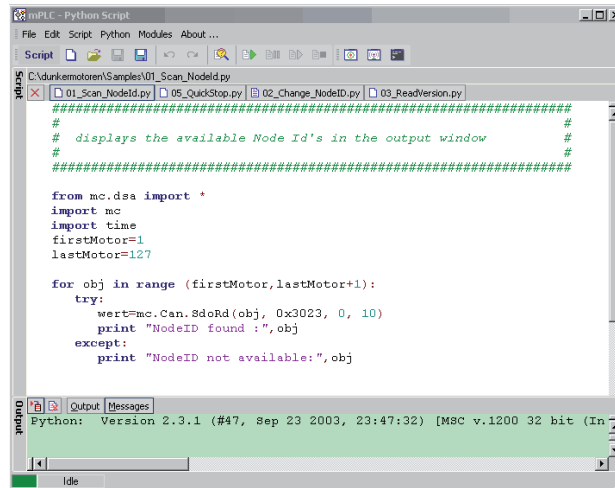 mPLC - Python Script
File Edit Script Python Modules About ...
Script
Script
C:\dunkermotoren\Samples\01_Scan_NodeId.py
01_Scan_NodeId.py 05_QuickStop.py 02_Change_NodeID.py 03_ReadVersion.py
###################################################################
# #
# displays the available Node Id's in the output window #
# #
###################################################################
from mc.dsa import *
import mc
import time
firstMotor=1
lastMotor=127
for obj in range (firstMotor,lastMotor+1):
try:
wert=mc.Can.SdoRd(obj, 0x3023, 0, 10)
print "NodeID found :",obj
except:
print "NodeID not available:",obj
Output
Output Messages
Python: Version 2.3.1 (#47, Sep 23 2003, 23:47:32) [MSC v.1200 32 bit (In
Idle